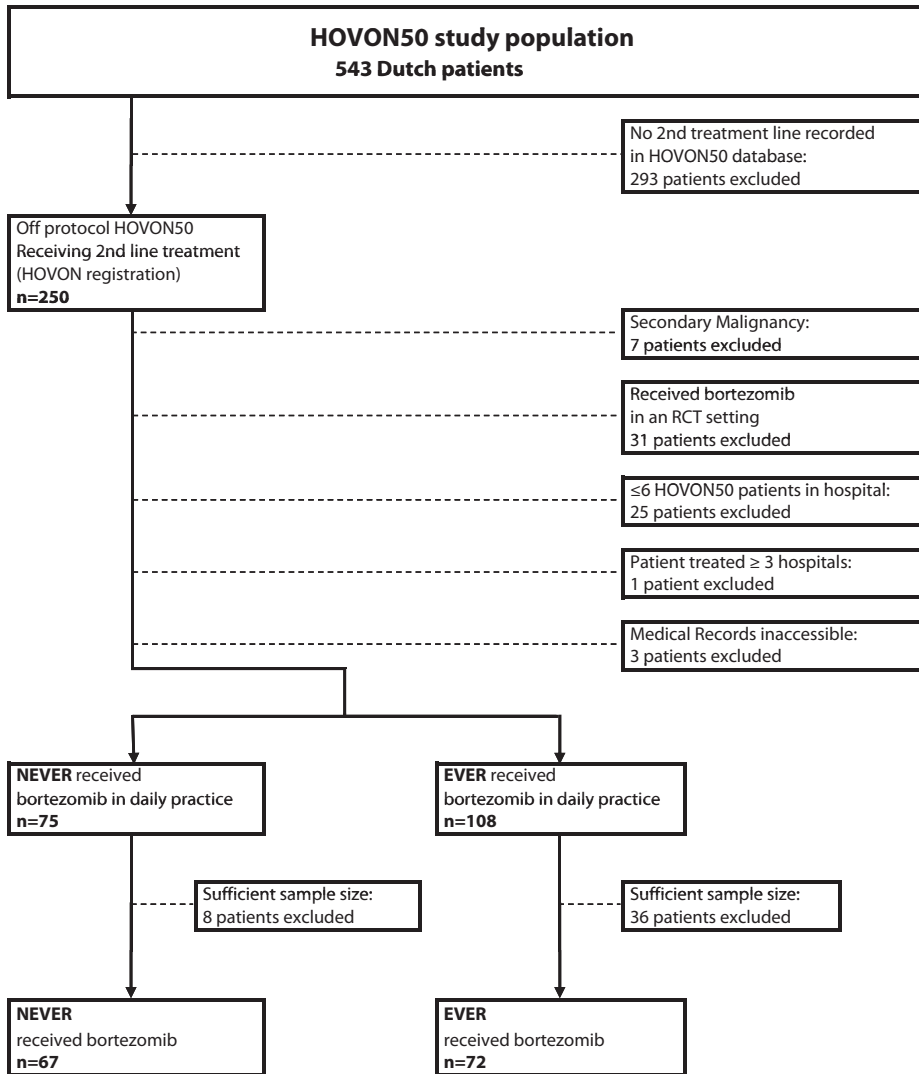 HOVON50 study population
543 Dutch patients
No 2nd treatment line recorded
in HOVON50 database:
293 patients excluded
Off protocol HOVON50
Receiving 2nd line treatment
(HOVON registration)
n=250
Secondary Malignancy:
7 patients excluded
Received bortezomib
in an RCT setting
31 patients excluded
≤6 HOVON50 patients in hospital:
25 patients excluded
Patient treated ≥ 3 hospitals:
1 patient excluded
Medical Records inaccessible:
3 patients excluded
NEVER received
bortezomib in daily practice
n=75
EVER received
bortezomib in daily practice
n=108
Sufficient sample size:
8 patients excluded
Sufficient sample size:
36 patients excluded
NEVER
received bortezomib
n=67
EVER
received bortezomib
n=72